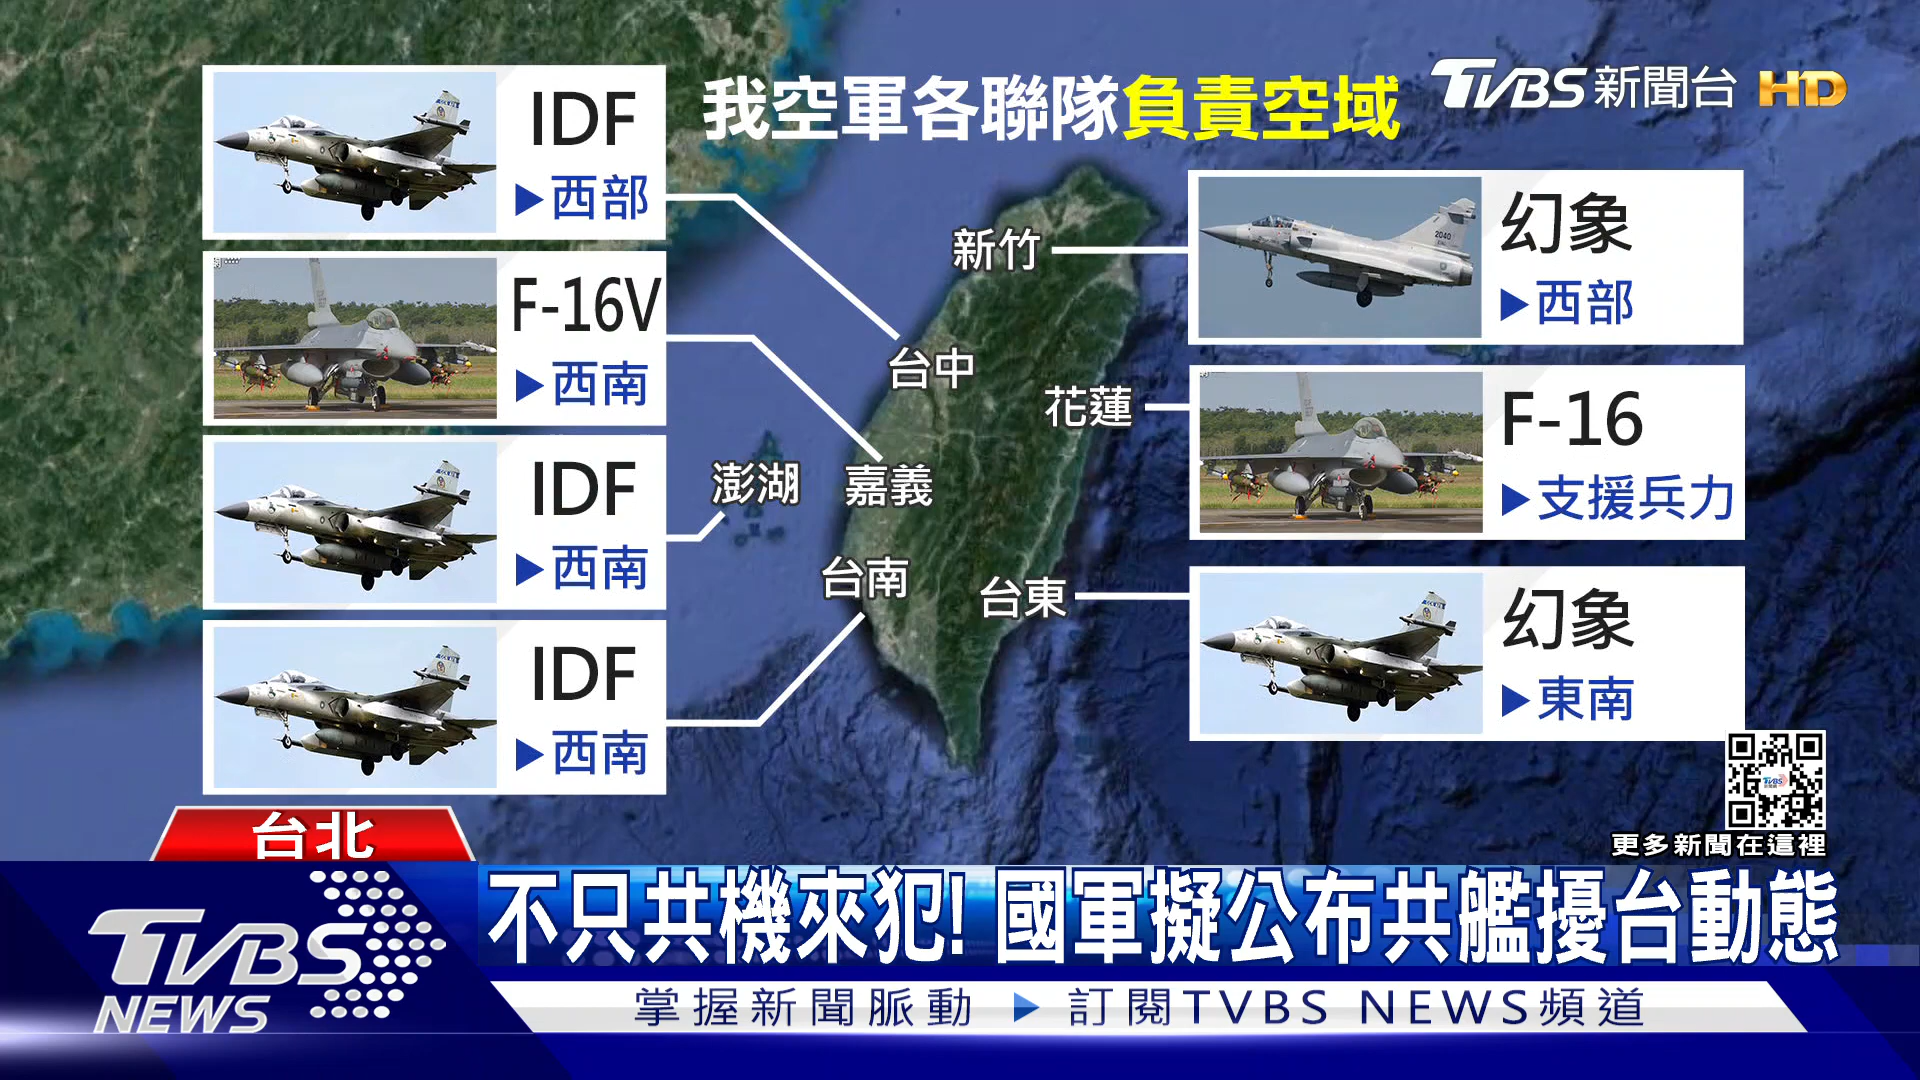 我空軍各聯隊負責空域
TVBS新聞台 HD
IDF
▶西部
F-16V
▶西南
IDF
▶西南
IDF
▶西南
新竹
台中
花蓮
澎湖
嘉義
台南
台東
幻象
▶西部
2040
F-16
▶支援兵力
幻象
▶東南
TVBS
更多新聞在這裡
台北
不只共機來犯! 國軍擬公布共艦擾台動態
TVBS
NEWS
掌握新聞脈動 ▶ 訂閱TVBS NEWS頻道